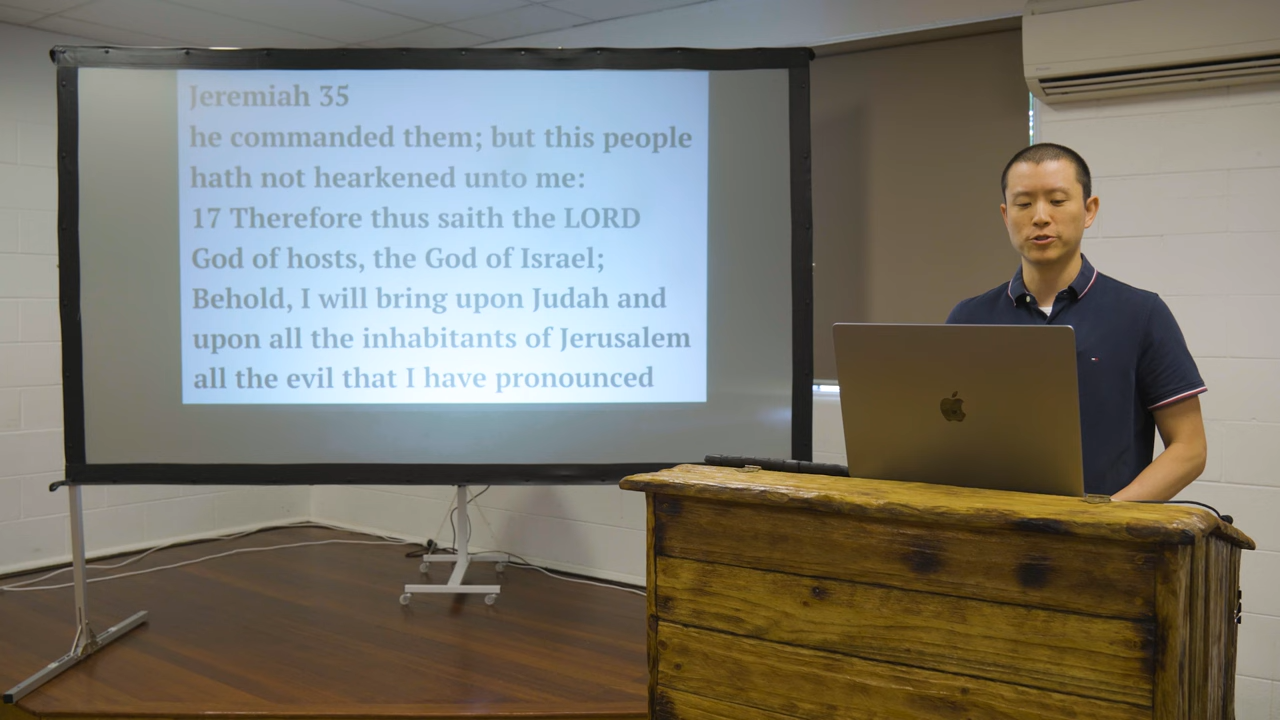 Jeremiah 35
he commanded them; but this people
hath not hearkened unto me:
17 Therefore thus saith the LORD
God of hosts, the God of Israel;
Behold, I will bring upon Judah and
upon all the inhabitants of Jerusalem
all the evil that I have pronounced